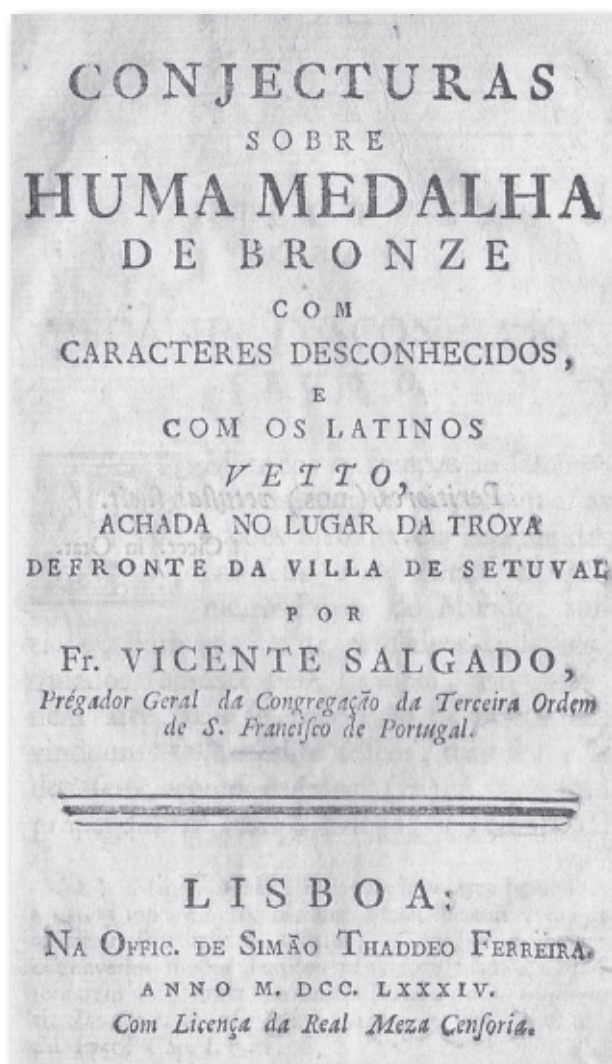 CONJECTURAS
SOBRE
HUMA MEDALHA
DE BRONZE
COM
CARACTERES DESCONHECIDOS,
E
COM OS LATINOS
VETTO,
ACHADA NO LUGAR DA TROYA
DEFRONTE DA VILLA DE SETUVAL
POR
Fr. VICENTE SALGADO,
Prégador Geral da Congregação da Terceira Ordem
de S. Franciſco de Portugal.
LISBOA:
NA OFFIC. DE SIMÃO THADDEO FERREIRA.
ANNO M. DCC. LXXXIV.
Com Licença da Real Meza Cenſoria.